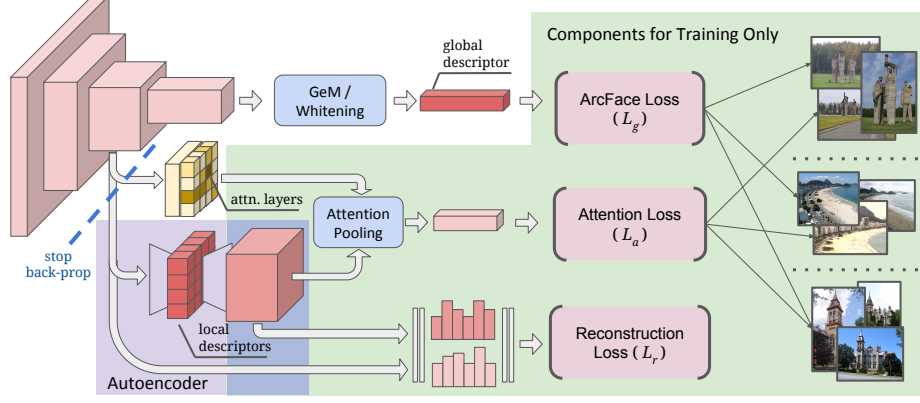 Components for Training Only
global
descriptor
GeM /
Whitening
ArcFace Loss
(L_g)
attn. layers
Attention
Pooling
Attention Loss
(L_a)
stop
back-prop
local
descriptors
Reconstruction
Loss (L_r)
Autoencoder